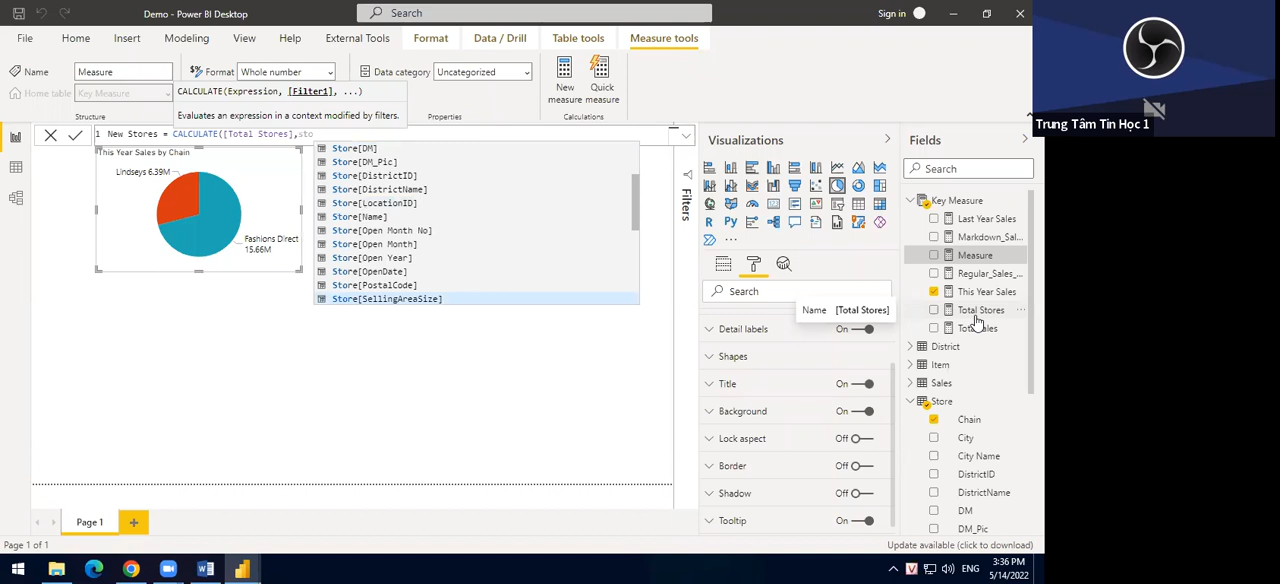 Demo - Power BI Desktop
Search
Sign in
File
Home
Insert
Modeling
View
Help
External Tools
Format
Data / Drill
Table tools
Measure tools
Name
Measure
Format
Whole number
Data category
Uncategorized
New
measure
Quick
measure
Home table
Key Measure
CALCULATE(Expression, [Filter1], ...)
Evaluates an expression in a context modified by filters.
Structure
Properties
Calculations
Trung Tâm Tin Học 1
1 New Stores = CALCULATE([Total Stores],sto
This Year Sales by Chain
Lindseys 6.39M
Fashions Direct
15.66M
Store[DM]
Store[DM_Pic]
Store[DistrictID]
Store[DistrictName]
Store[LocationID]
Store[Name]
Store[Open Month No]
Store[Open Month]
Store[Open Year]
Store[OpenDate]
Store[PostalCode]
Store[SellingAreaSize]
Filters
Visualizations
R
Py
...
Search
Name [Total Stores]
Detail labels On
Shapes
Title On
Background On
Lock aspect Off
Border Off
Shadow Off
Tooltip On
Fields
Search
Key Measure
Last Year Sales
Markdown_Sal...
Measure
Regular_Sales_...
This Year Sales
Total Stores
District
Item
Sales
Store
Chain
City
City Name
DistrictID
DistrictName
DM
DM_Pic
Page 1
Page 1 of 1
Update available (click to download)
ENG
3:36 PM
5/14/2022